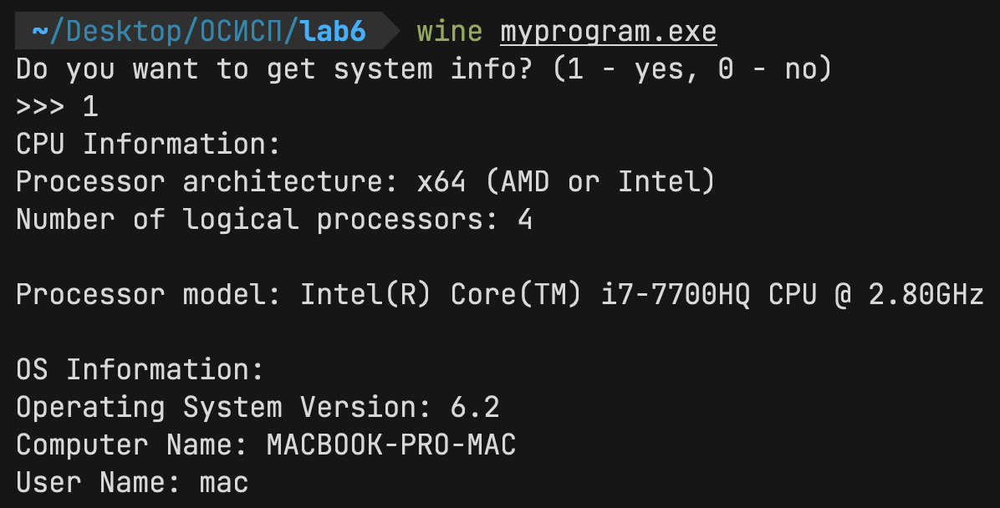 ~/Desktop/ОСИСП/lab6 wine myprogram.exe
Do you want to get system info? (1 - yes, 0 - no)
>>> 1
CPU Information:
Processor architecture: x64 (AMD or Intel)
Number of logical processors: 4
Processor model: Intel(R) Core(TM) i7-7700HQ CPU @ 2.80GHz
OS Information:
Operating System Version: 6.2
Computer Name: MACBOOK-PRO-MAC
User Name: mac